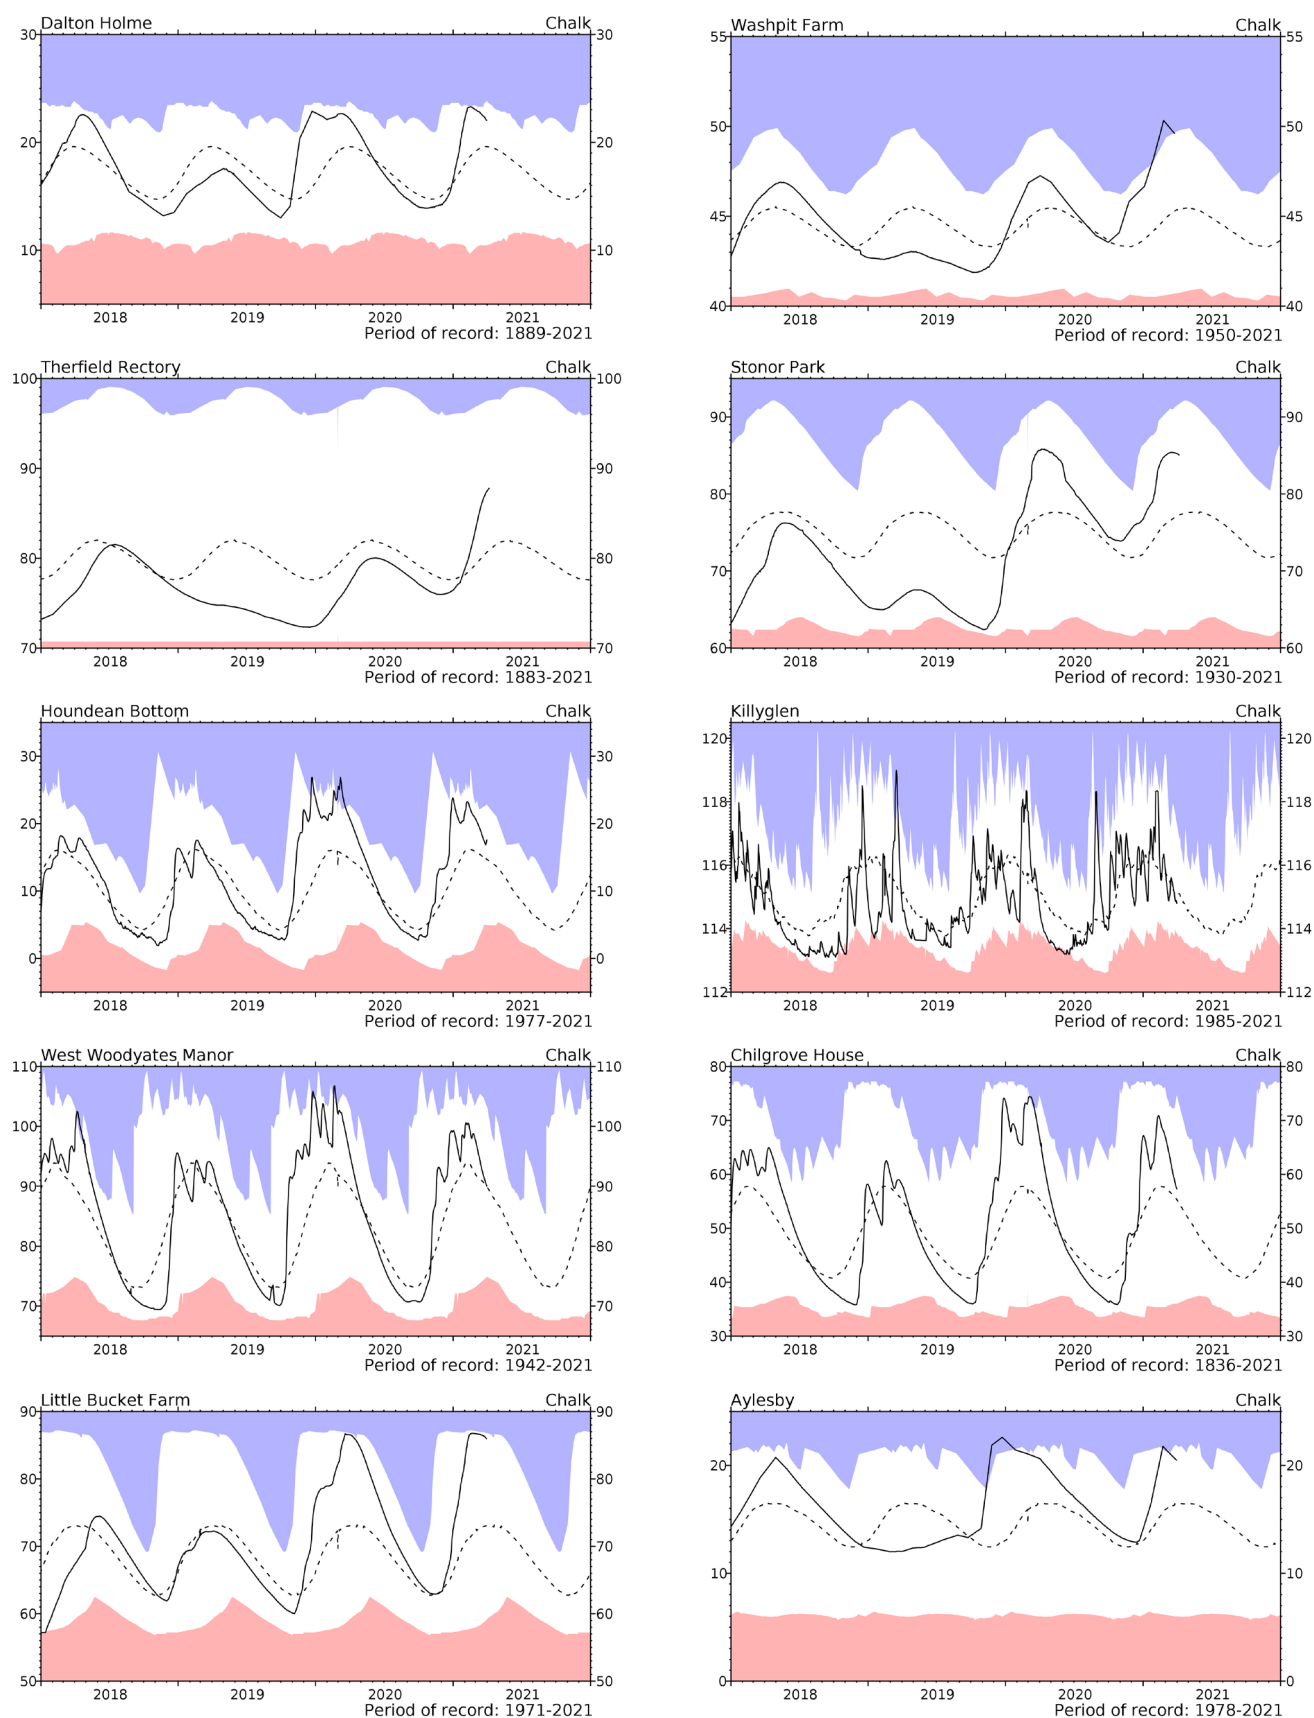 Dalton Holme Chalk
30 30
20 20
10 10
2018 2019 2020 2021
Period of record: 1889-2021
Washpit Farm Chalk
55 55
50 50
45 45
40 40
2018 2019 2020 2021
Period of record: 1950-2021
Therfield Rectory Chalk
100 100
90 90
80 80
70 70
2018 2019 2020 2021
Period of record: 1883-2021
Stonor Park Chalk
90 90
80 80
70 70
60 60
2018 2019 2020 2021
Period of record: 1930-2021
Houndean Bottom Chalk
30 30
20 20
10 10
0 0
2018 2019 2020 2021
Period of record: 1977-2021
Killyglen Chalk
120 120
118 118
116 116
114 114
112 112
2018 2019 2020 2021
Period of record: 1985-2021
West Woodyates Manor Chalk
110 110
100 100
90 90
80 80
70 70
2018 2019 2020 2021
Period of record: 1942-2021
Chilgrove House Chalk
80 80
70 70
60 60
50 50
40 40
30 30
2018 2019 2020 2021
Period of record: 1836-2021
Little Bucket Farm Chalk
90 90
80 80
70 70
60 60
50 50
2018 2019 2020 2021
Period of record: 1971-2021
Aylesby Chalk
20 20
10 10
0 0
2018 2019 2020 2021
Period of record: 1978-2021